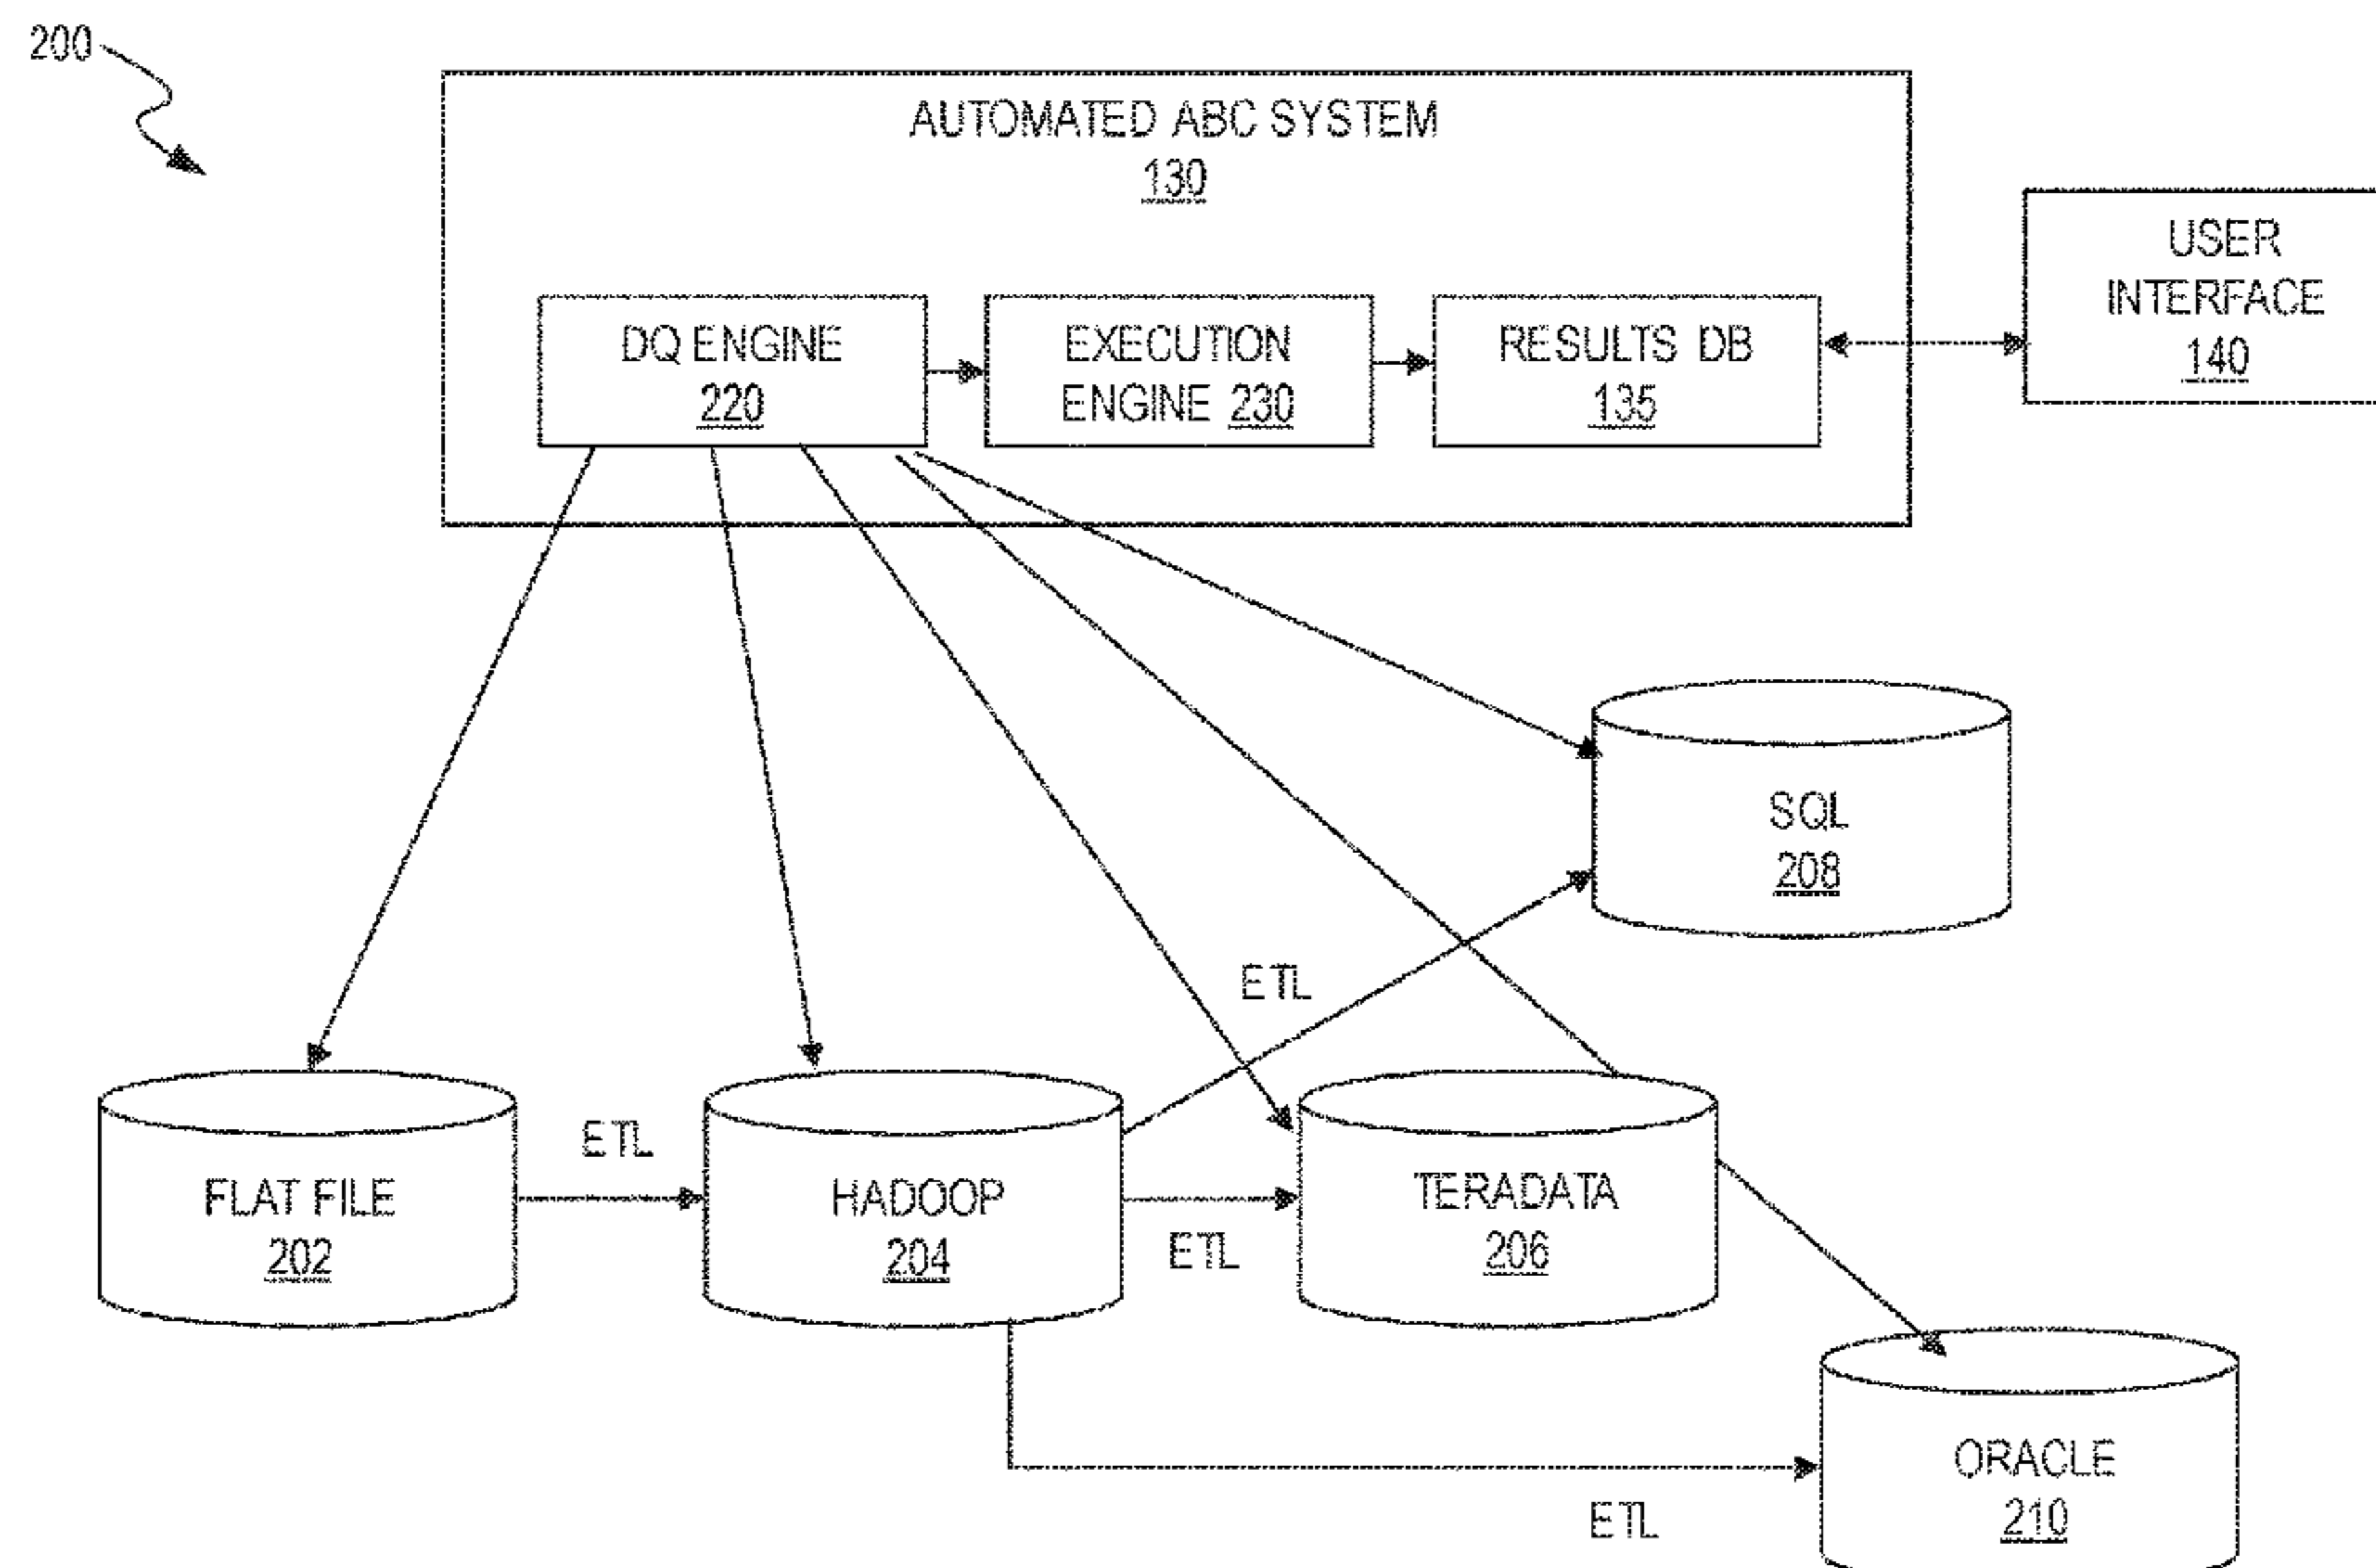 200
AUTOMATED ABC SYSTEM
130
USER
INTERFACE
140
DQ ENGINE
220
EXECUTION
ENGINE 230
RESULTS DB
135
SQL
208
ETL
ETL
FLAT FILE
202
HADOOP
204
ETL
TERADATA
206
ORACLE
210
ETL